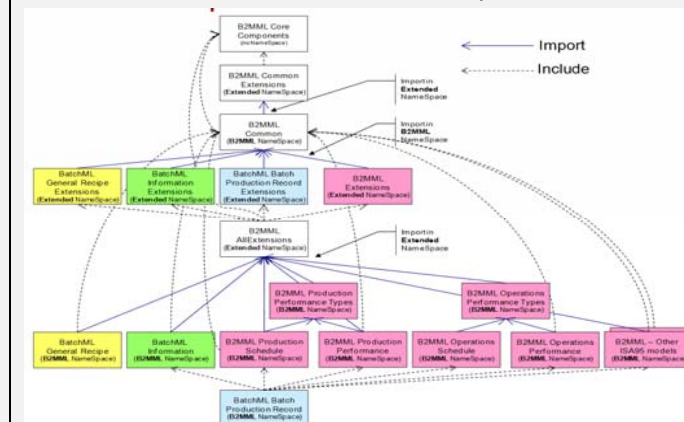 B2MML Core
Components
(noNameSpace)
Import
Include
B2MML Common
Extensions
(Extended NameSpace)
Import in
Extended
NameSpace
B2MML
Common
(B2MML NameSpace)
Import in
B2MML
NameSpace
BatchML
General Recipe
Extensions
(Extended NameSpace)
BatchML
Information
Extensions
(Extended NameSpace)
BatchML Batch
Production Record
Extensions
(Extended NameSpace)
B2MML
Extensions
(Extended NameSpace)
B2MML
AllExtensions
(Extended NameSpace)
Import in
Extended
NameSpace
B2MML Production
Performance Types
(B2MML NameSpace)
B2MML Operations
Performance Types
(B2MML NameSpace)
BatchML
General Recipe
(B2MML NameSpace)
BatchML
Information
(B2MML NameSpace)
B2MML Production
Schedule
(B2MML NameSpace)
B2MML Production
Performance
(B2MML NameSpace)
B2MML Operations
Schedule
(B2MML NameSpace)
B2MML Operations
Performance
(B2MML NameSpace)
B2MML – Other
ISA95 models
(B2MML NameSpace)
BatchML Batch
Production Record
(B2MML NameSpace)